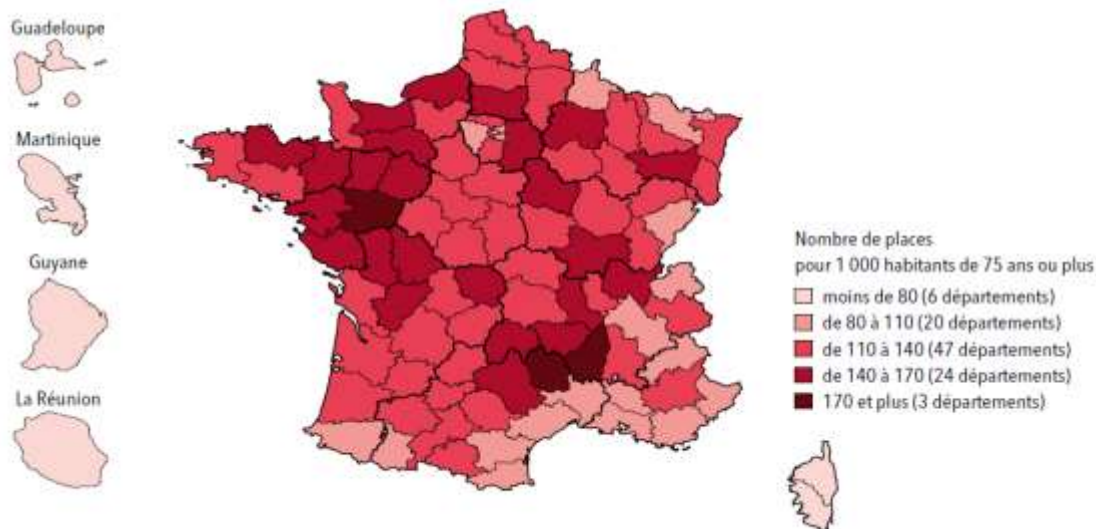 Guadeloupe
Martinique
Guyane
La Réunion
Nombre de places
pour 1 000 habitants de 75 ans ou plus
moins de 80 (6 départements)
de 80 à 110 (20 départements)
de 110 à 140 (47 départements)
de 140 à 170 (24 départements)
170 et plus (3 départements)